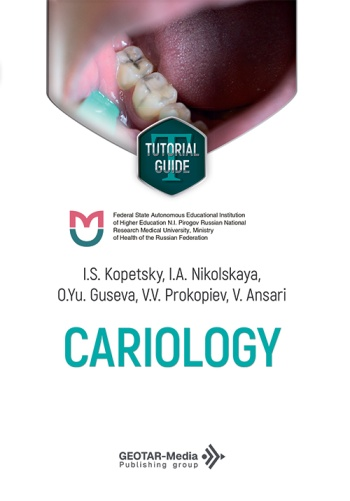 TUTORIAL
T
GUIDE
Federal State Autonomous Educational Institution
of Higher Education N.I. Pirogov Russian National
Research Medical University, Ministry
of Health of the Russian Federation
I.S. Kopetsky, I.A. Nikolskaya,
O.Yu. Guseva, V.V. Prokopiev, V. Ansari
CARIOLOGY
GEOTAR-Media
Publishing group